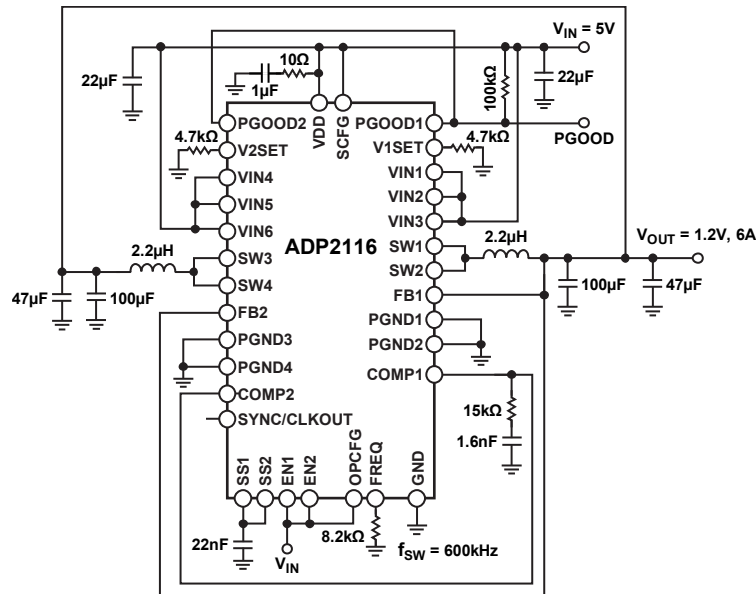 V_IN = 5V
22µF
1µF
10Ω
100kΩ
22µF
PGOOD
PGOOD2
VDD
SCFG
PGOOD1
4.7kΩ
V2SET
V1SET
4.7kΩ
VIN4
VIN1
VIN5
VIN2
VIN6
VIN3
ADP2116
V_OUT = 1.2V, 6A
2.2µH
SW3
SW1
2.2µH
SW4
SW2
47µF
100µF
100µF
47µF
FB2
FB1
PGND3
PGND1
PGND4
PGND2
COMP2
COMP1
SYNC/CLKOUT
15kΩ
1.6nF
SS1
SS2
EN1
EN2
OPCFG
FREQ
GND
22nF
V_IN
8.2kΩ
f_SW = 600kHz